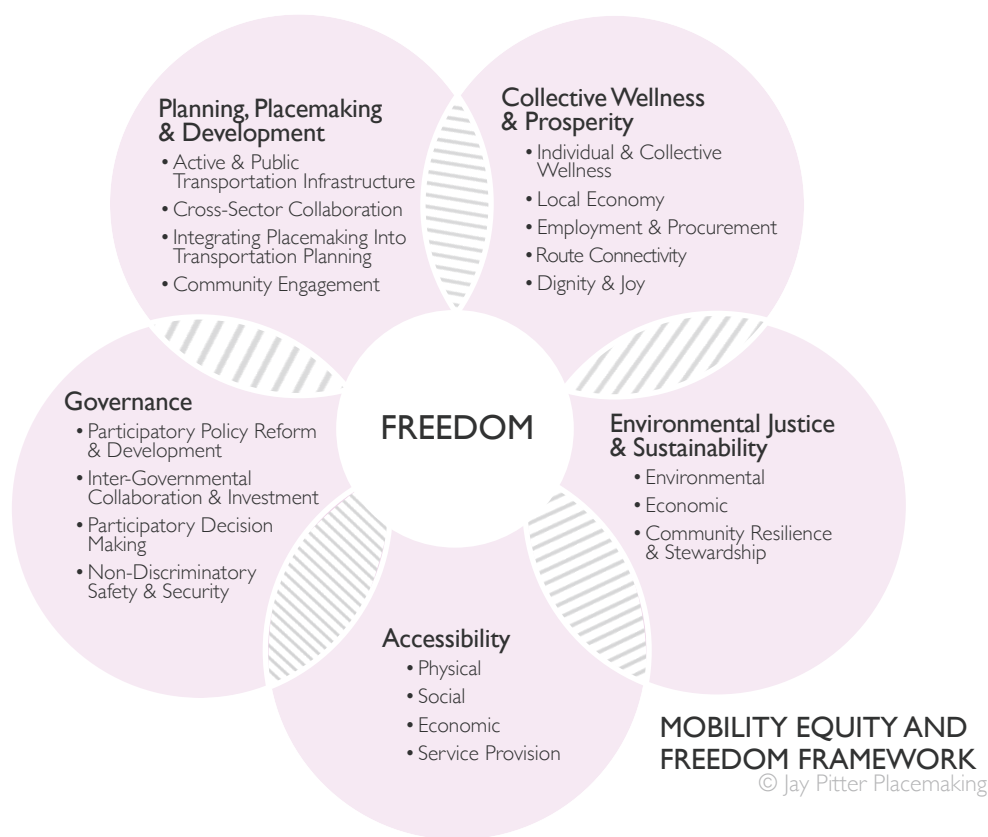 Planning, Placemaking
& Development
• Active & Public
Transportation Infrastructure
• Cross-Sector Collaboration
• Integrating Placemaking Into
Transportation Planning
• Community Engagement
Collective Wellness
& Prosperity
• Individual & Collective
Wellness
• Local Economy
• Employment & Procurement
• Route Connectivity
• Dignity & Joy
Governance
• Participatory Policy Reform
& Development
• Inter-Governmental
Collaboration & Investment
• Participatory Decision
Making
• Non-Discriminatory
Safety & Security
FREEDOM
Environmental Justice
& Sustainability
• Environmental
• Economic
• Community Resilience
& Stewardship
Accessibility
• Physical
• Social
• Economic
• Service Provision
MOBILITY EQUITY AND
FREEDOM FRAMEWORK
© Jay Pitter Placemaking